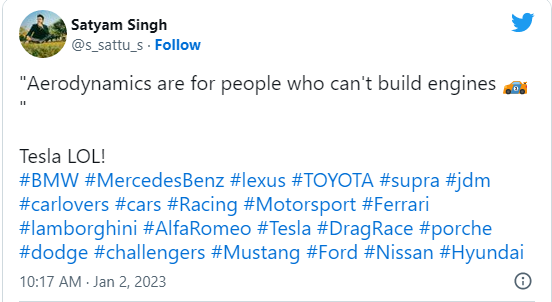 Satyam Singh
@s_sattu_s · Follow
"Aerodynamics are for people who can't build engines 🏎️
"
Tesla LOL!
#BMW #MercedesBenz #lexus #TOYOTA #supra #jdm
#carlovers #cars #Racing #Motorsport #Ferrari
#lamborghini #AlfaRomeo #Tesla #DragRace #porche
#dodge #challengers #Mustang #Ford #Nissan #Hyundai
10:17 AM · Jan 2, 2023